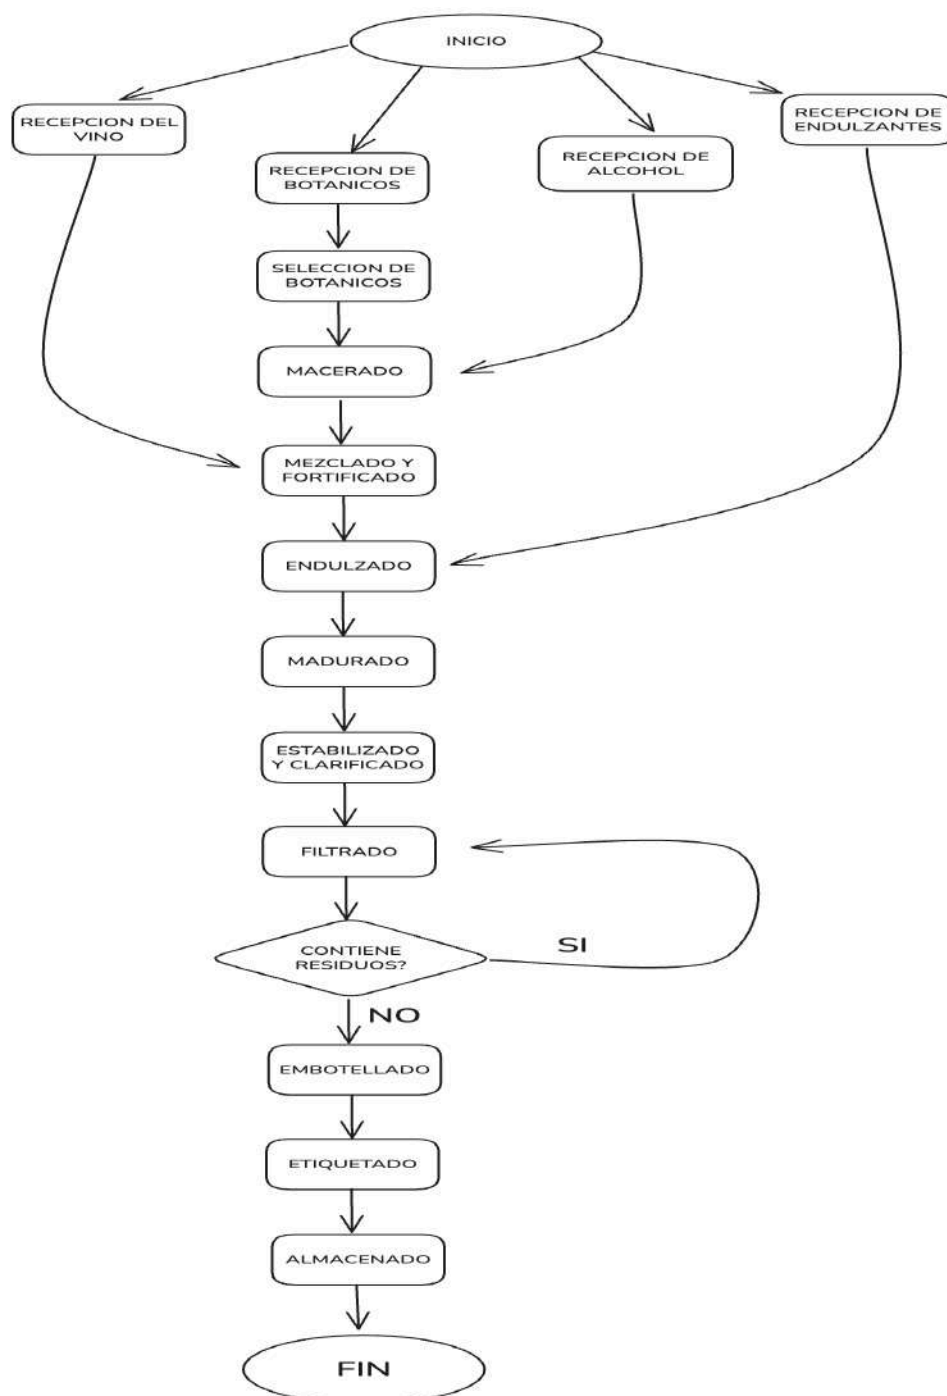 INICIO
RECEPCION DEL
VINO
RECEPCION DE
BOTANICOS
RECEPCION DE
ALCOHOL
RECEPCION DE
ENDULZANTES
SELECCION DE
BOTANICOS
MACERADO
MEZCLADO Y
FORTIFICADO
ENDULZADO
MADURADO
ESTABILIZADO
Y CLARIFICADO
FILTRADO
CONTIENE
RESIDUOS?
SI
NO
EMBOTELLADO
ETIQUETADO
ALMACENADO
FIN